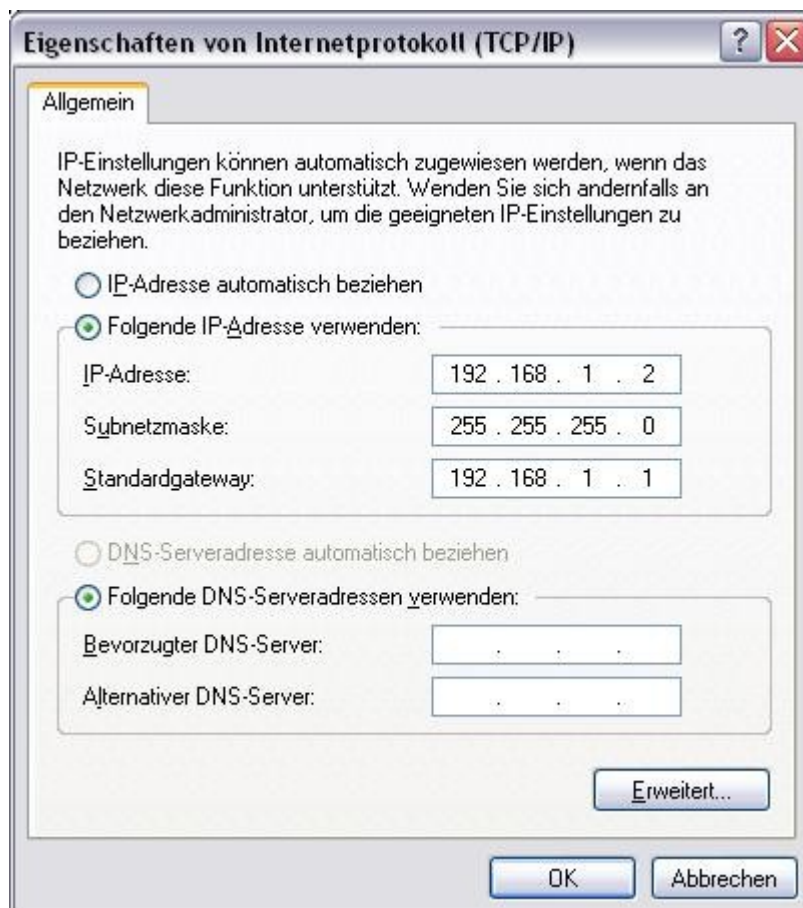 Eigenschaften von Internetprotokoll (TCP/IP)
Allgemein
IP-Einstellungen können automatisch zugewiesen werden, wenn das
Netzwerk diese Funktion unterstützt. Wenden Sie sich andernfalls an
den Netzwerkadministrator, um die geeigneten IP-Einstellungen zu
beziehen.
IP-Adresse automatisch beziehen
Folgende IP-Adresse verwenden:
IP-Adresse: 192 . 168 . 1 . 2
Subnetzmaske: 255 . 255 . 255 . 0
Standardgateway: 192 . 168 . 1 . 1
DNS-Serveradresse automatisch beziehen
Folgende DNS-Serveradressen verwenden:
Bevorzugter DNS-Server: . . .
Alternativer DNS-Server: . . .
Erweitert...
OK Abbrechen